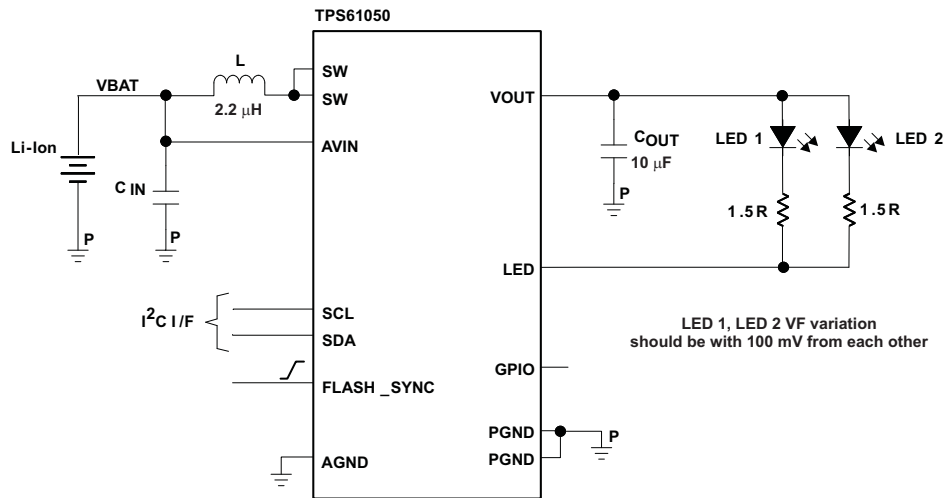 TPS61050
L
VBAT
2.2 μH
SW
SW
AVIN
Li-Ion
C IN
P
P
VOUT
COUT
10 μF
P
LED 1
LED 2
1.5R
1.5R
LED
LED 1, LED 2 VF variation
should be with 100 mV from each other
I2C I/F
SCL
SDA
FLASH _SYNC
GPIO
PGND
PGND
P
AGND